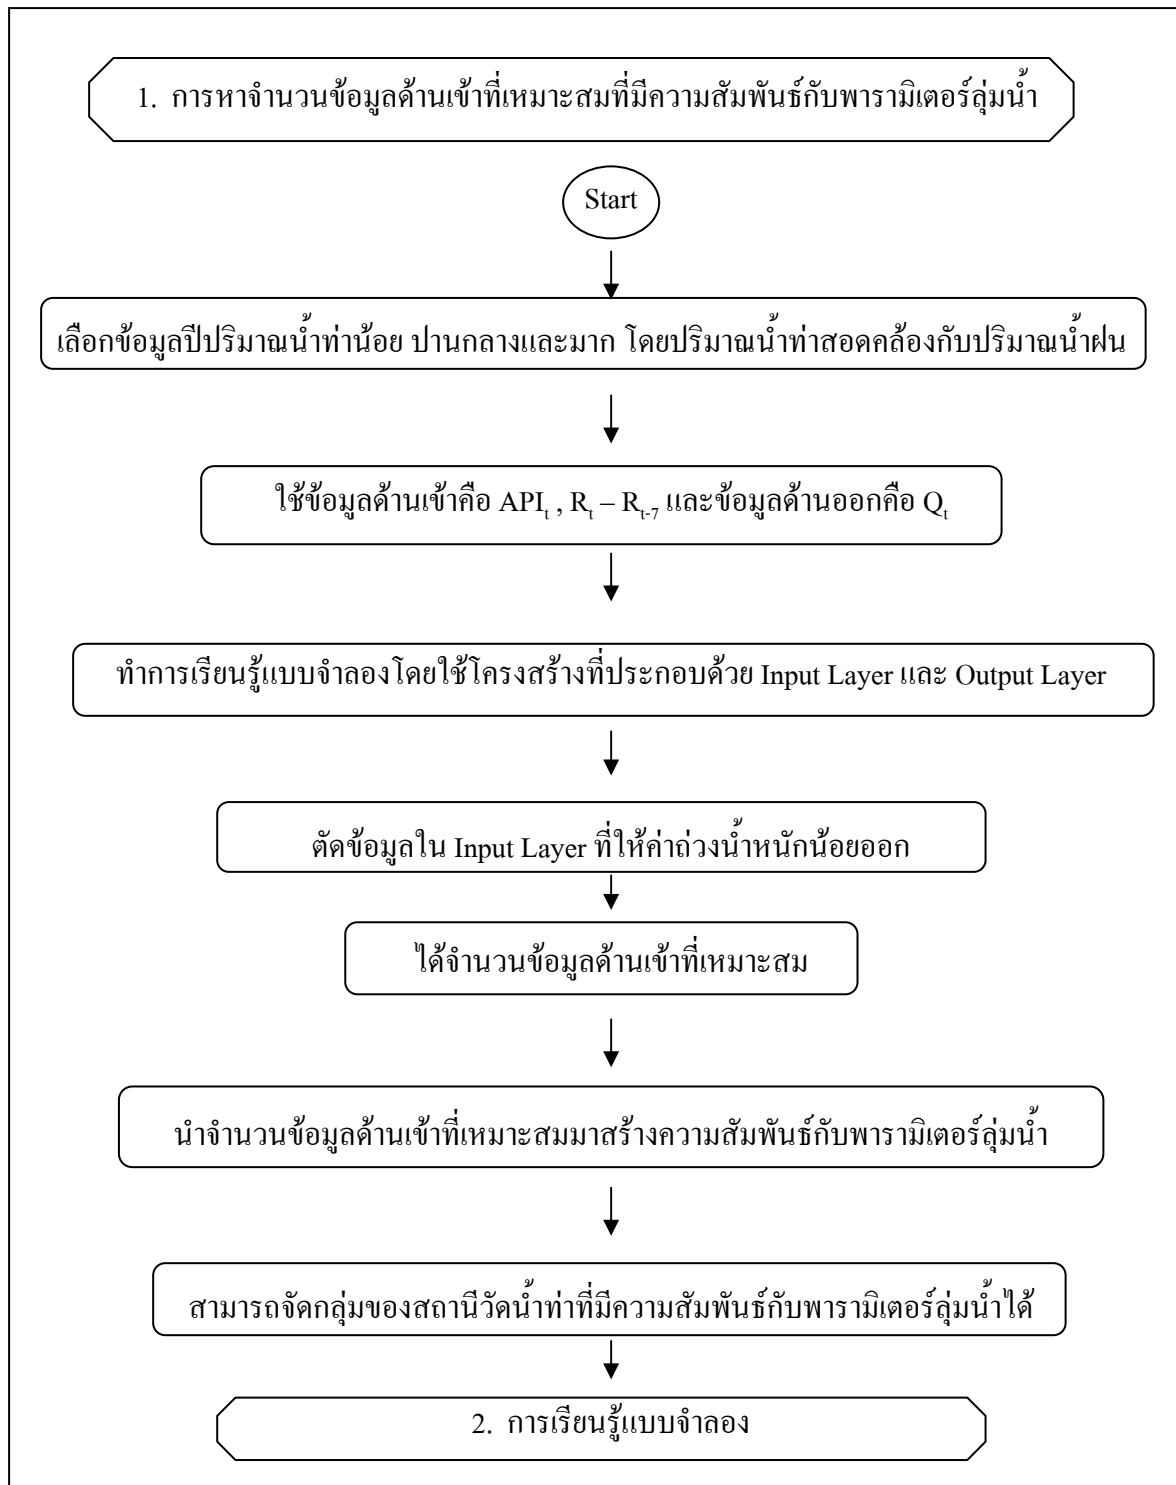 1. การหาจำนวนข้อมูลด้านเข้าที่เหมาะสมที่มีความสัมพันธ์กับพารามิเตอร์ลุ่มน้ำ
Start
เลือกข้อมูลปีปริมาณน้ำท่าน้อย ปานกลางและมาก โดยปริมาณน้ำท่าสอดคล้องกับปริมาณน้ำฝน
ใช้ข้อมูลด้านเข้าคือ APIt , Rt – Rt-7 และข้อมูลด้านออกคือ Qt
ทำการเรียนรู้แบบจำลองโดยใช้โครงสร้างที่ประกอบด้วย Input Layer และ Output Layer
ตัดข้อมูลใน Input Layer ที่ให้ค่าถ่วงน้ำหนักน้อยออก
ได้จำนวนข้อมูลด้านเข้าที่เหมาะสม
นำจำนวนข้อมูลด้านเข้าที่เหมาะสมมาสร้างความสัมพันธ์กับพารามิเตอร์ลุ่มน้ำ
สามารถจัดกลุ่มของสถานีวัดน้ำท่าที่มีความสัมพันธ์กับพารามิเตอร์ลุ่มน้ำได้
2. การเรียนรู้แบบจำลอง